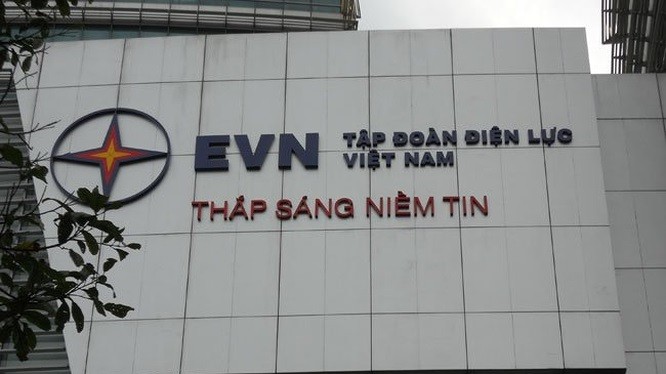 EVN TẬP ĐOÀN ĐIỆN LỰC
VIỆT NAM
THẮP SÁNG NIỀM TIN